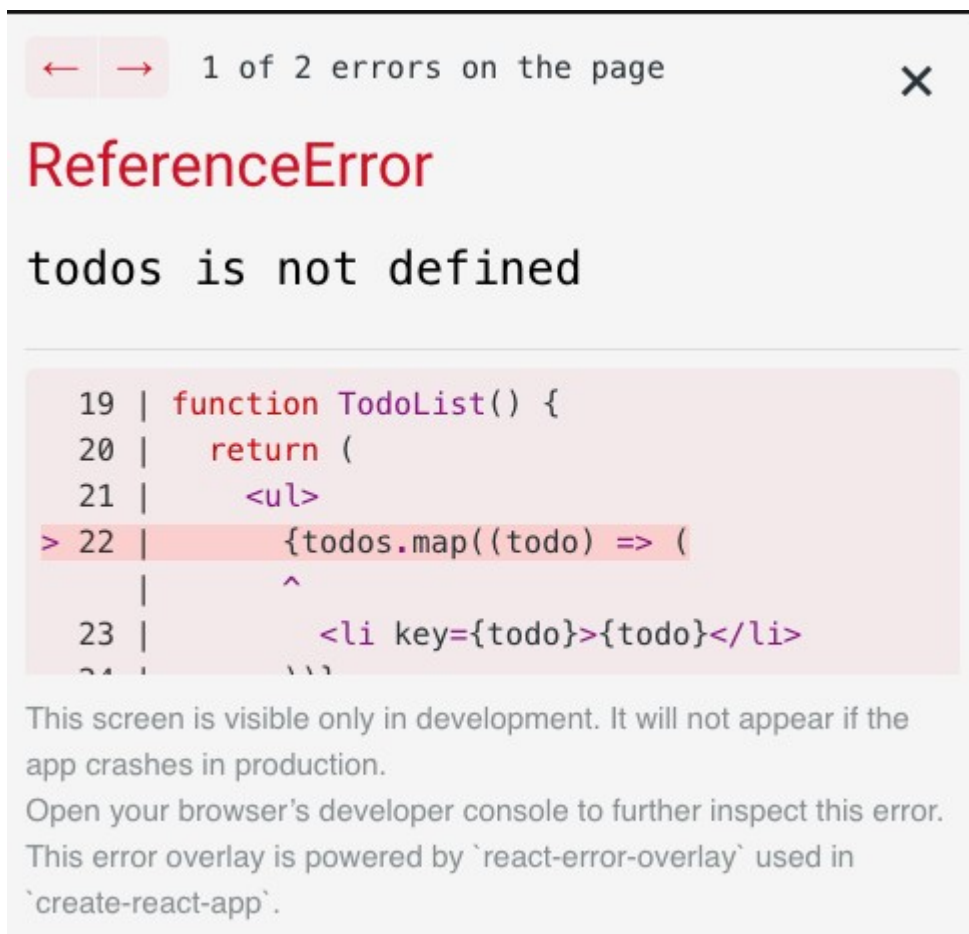 ← → 1 of 2 errors on the page ×
ReferenceError
todos is not defined
19 | function TodoList() {
20 |   return (
21 |     <ul>
> 22 |       {todos.map((todo) => (
|       ^
23 |         <li key={todo}>{todo}</li>
This screen is visible only in development. It will not appear if the
app crashes in production.
Open your browser’s developer console to further inspect this error.
This error overlay is powered by `react-error-overlay` used in
`create-react-app`.